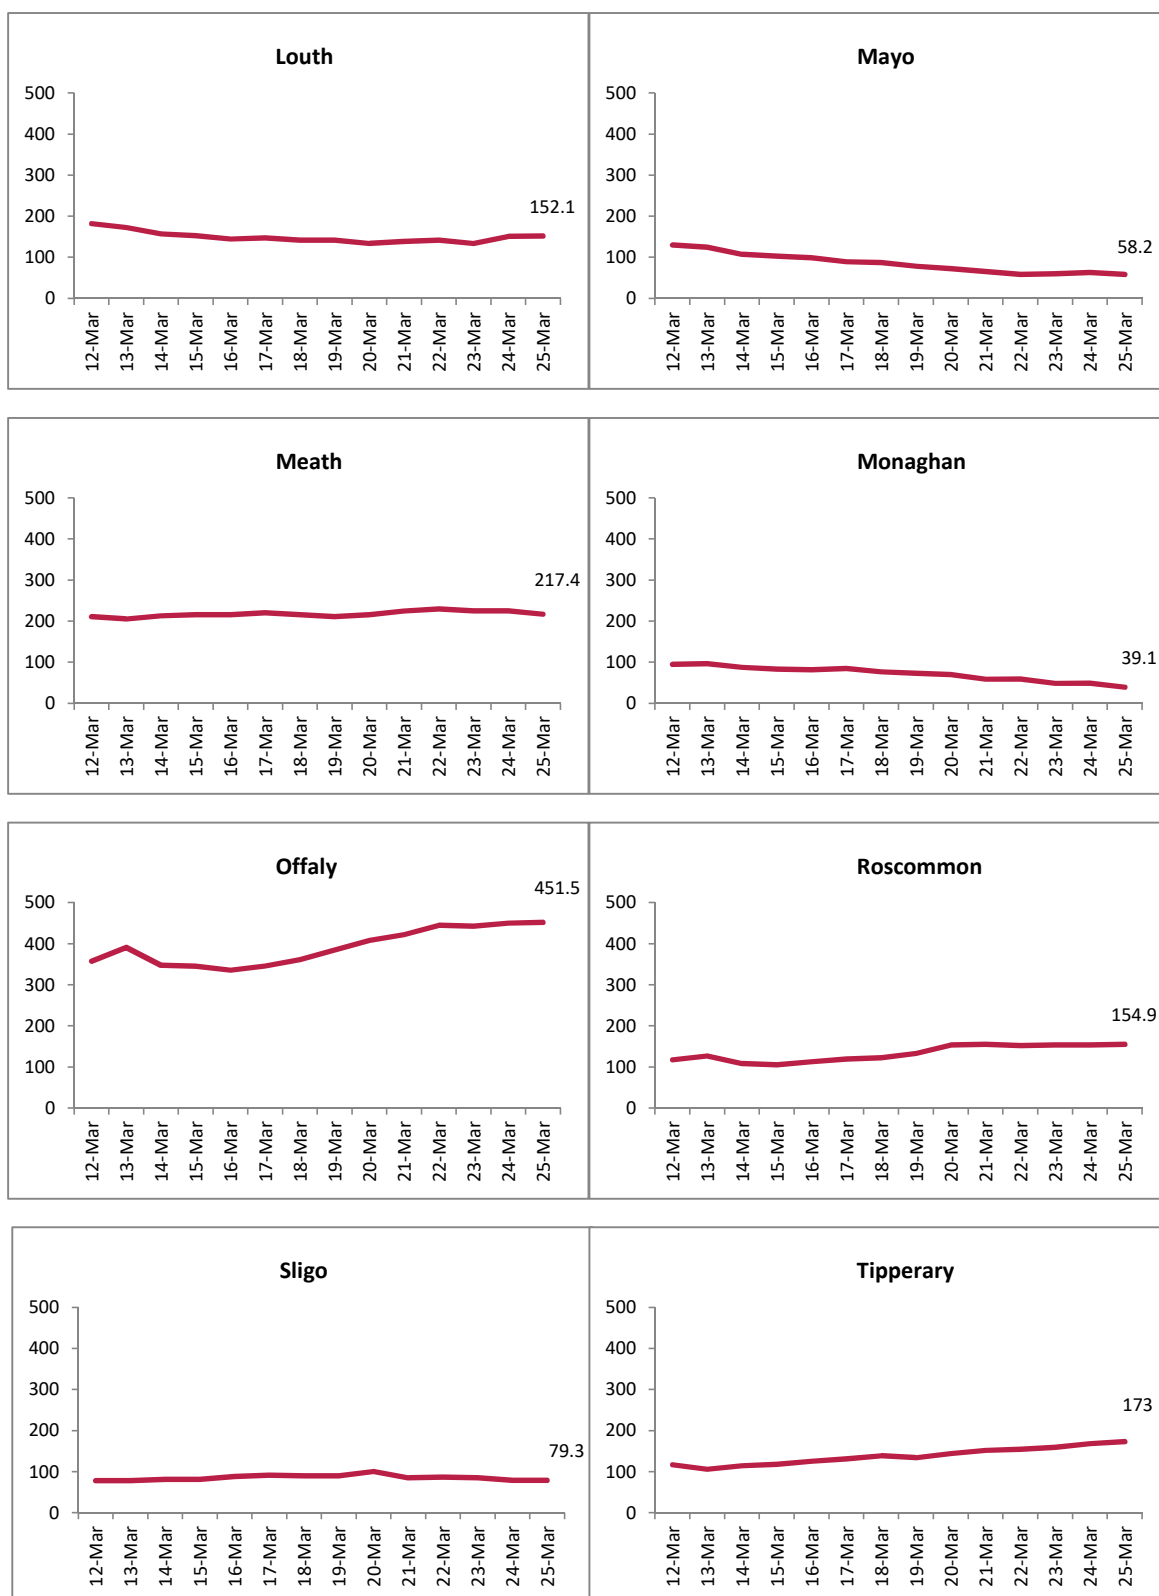 Louth
500
400
300
200
100
0
152.1
12-Mar
13-Mar
14-Mar
15-Mar
16-Mar
17-Mar
18-Mar
19-Mar
20-Mar
21-Mar
22-Mar
23-Mar
24-Mar
25-Mar
Mayo
500
400
300
200
100
0
58.2
12-Mar
13-Mar
14-Mar
15-Mar
16-Mar
17-Mar
18-Mar
19-Mar
20-Mar
21-Mar
22-Mar
23-Mar
24-Mar
25-Mar
Meath
500
400
300
200
100
0
217.4
12-Mar
13-Mar
14-Mar
15-Mar
16-Mar
17-Mar
18-Mar
19-Mar
20-Mar
21-Mar
22-Mar
23-Mar
24-Mar
25-Mar
Monaghan
500
400
300
200
100
0
39.1
12-Mar
13-Mar
14-Mar
15-Mar
16-Mar
17-Mar
18-Mar
19-Mar
20-Mar
21-Mar
22-Mar
23-Mar
24-Mar
25-Mar
Offaly
500
400
300
200
100
0
451.5
12-Mar
13-Mar
14-Mar
15-Mar
16-Mar
17-Mar
18-Mar
19-Mar
20-Mar
21-Mar
22-Mar
23-Mar
24-Mar
25-Mar
Roscommon
500
400
300
200
100
0
154.9
12-Mar
13-Mar
14-Mar
15-Mar
16-Mar
17-Mar
18-Mar
19-Mar
20-Mar
21-Mar
22-Mar
23-Mar
24-Mar
25-Mar
Sligo
500
400
300
200
100
0
79.3
12-Mar
13-Mar
14-Mar
15-Mar
16-Mar
17-Mar
18-Mar
19-Mar
20-Mar
21-Mar
22-Mar
23-Mar
24-Mar
25-Mar
Tipperary
500
400
300
200
100
0
173
12-Mar
13-Mar
14-Mar
15-Mar
16-Mar
17-Mar
18-Mar
19-Mar
20-Mar
21-Mar
22-Mar
23-Mar
24-Mar
25-Mar